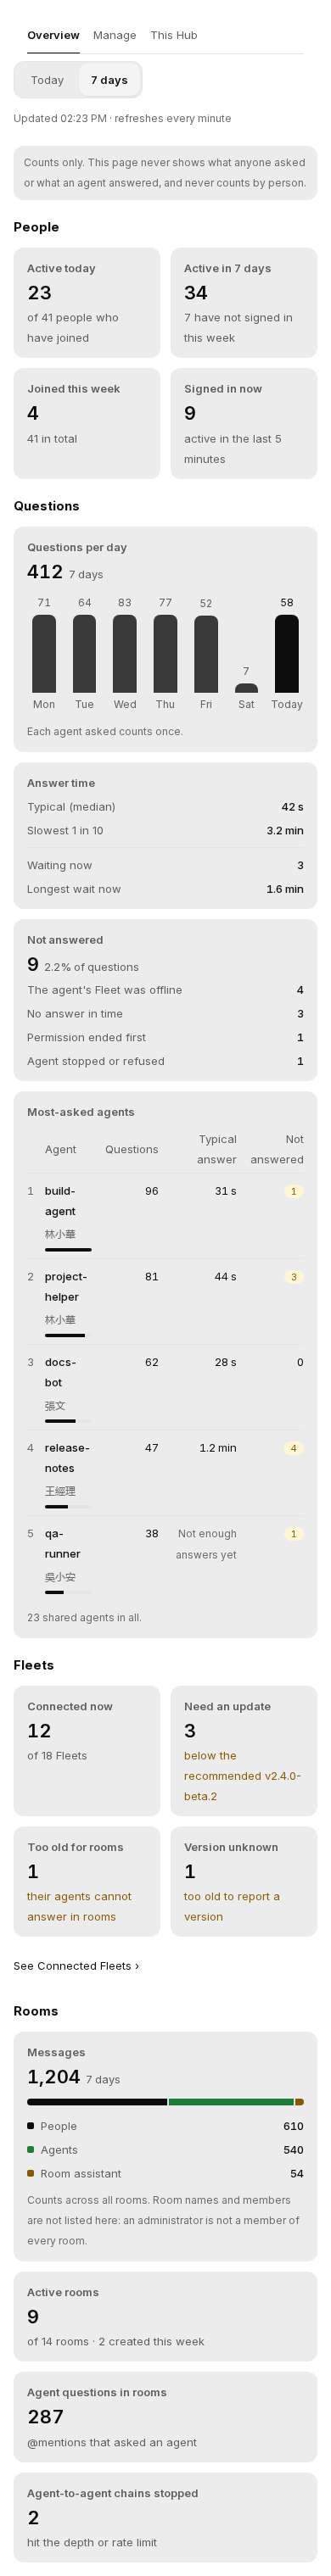 Overview Manage This Hub
Today 7 days
Updated 02:23 PM · refreshes every minute
Counts only. This page never shows what anyone asked
or what an agent answered, and never counts by person.
People
Active today
23
of 41 people who
have joined
Active in 7 days
34
7 have not signed in
this week
Joined this week
4
41 in total
Signed in now
9
active in the last 5
minutes
Questions
Questions per day
412 7 days
71 64 83 77 52 7 58
Mon Tue Wed Thu Fri Sat Today
Each agent asked counts once.
Answer time
Typical (median) 42 s
Slowest 1 in 10 3.2 min
Waiting now 3
Longest wait now 1.6 min
Not answered
9 2.2% of questions
The agent's Fleet was offline 4
No answer in time 3
Permission ended first 1
Agent stopped or refused 1
Most-asked agents
Agent Questions Typical answer Not answered
1 build-agent 96 31 s 1
林小華
2 project-helper 81 44 s 3
林小華
3 docs-bot 62 28 s 0
張文
4 release-notes 47 1.2 min 4
王經理
5 qa-runner 38 Not enough answers yet 1
吳小安
23 shared agents in all.
Fleets
Connected now
12
of 18 Fleets
Need an update
3
below the
recommended v2.4.0-
beta.2
Too old for rooms
1
their agents cannot
answer in rooms
Version unknown
1
too old to report a
version
See Connected Fleets ›
Rooms
Messages
1,204 7 days
People 610
Agents 540
Room assistant 54
Counts across all rooms. Room names and members
are not listed here: an administrator is not a member of
every room.
Active rooms
9
of 14 rooms · 2 created this week
Agent questions in rooms
287
@mentions that asked an agent
Agent-to-agent chains stopped
2
hit the depth or rate limit